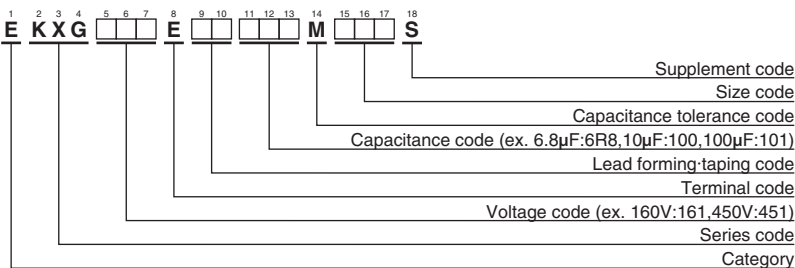 1 2 3 4 5 6 7 8 9 10 11 12 13 14 15 16 17 18
E KXG □□□ E □□ □□□ M □□□ S
Supplement code
Size code
Capacitance tolerance code
Capacitance code (ex. 6.8μF:6R8,10μF:100,100μF:101)
Lead forming·taping code
Terminal code
Voltage code (ex. 160V:161,450V:451)
Series code
Category